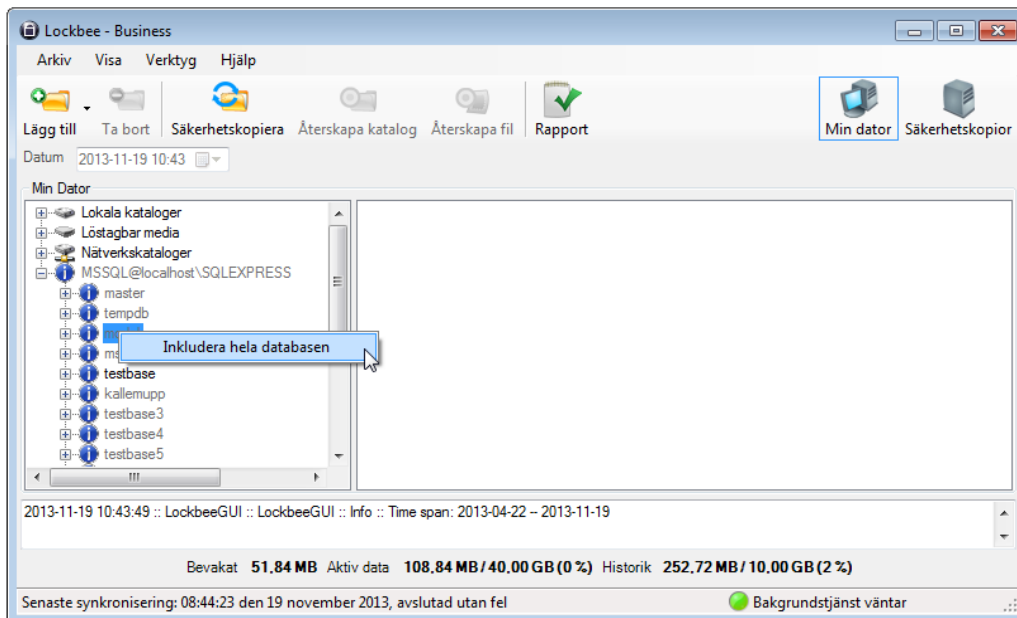 Lockbee - Business
Arkiv Visa Verktyg Hjälp
Lägg till Ta bort Säkerhetskopiera Återskapa katalog Återskapa fil Rapport Min dator Säkerhetskopior
Datum 2013-11-19 10:43
Min Dator
Lokala kataloger
Löstagbar media
Nätverkskataloger
MSSQL@localhost\SQLEXPRESS
master
tempdb
Inkludera hela databasen
testbase
kallemupp
testbase3
testbase4
testbase5
2013-11-19 10:43:49 :: LockbeeGUI :: LockbeeGUI :: Info :: Time span: 2013-04-22 -- 2013-11-19
Bevakat 51,84 MB Aktiv data 108,84 MB / 40,00 GB (0 %) Historik 252,72 MB / 10,00 GB (2 %)
Senaste synkronisering: 08:44:23 den 19 november 2013, avslutad utan fel Bakgrundstjänst väntar